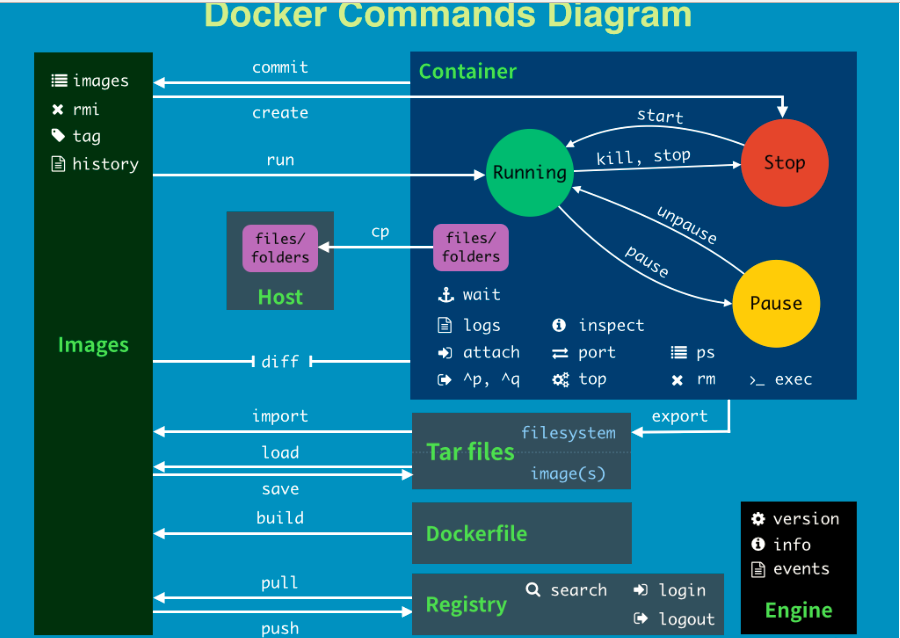 Docker Commands Diagram
images
rmi
tag
history
Images
commit
create
run
Container
start
Running
kill, stop
Stop
unpause
pause
Pause
files/
folders
Host
cp
files/
folders
wait
logs
inspect
attach
port
ps
^p, ^q
top
rm
>_ exec
diff
import
export
Tar files
filesystem
load
image(s)
save
build
Dockerfile
pull
Registry
search
login
logout
push
version
info
events
Engine